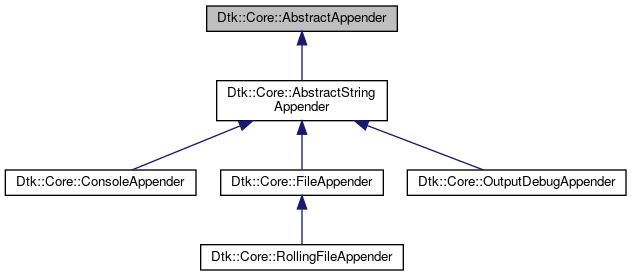 Dtk::Core::AbstractAppender
Dtk::Core::AbstractString
Appender
Dtk::Core::ConsoleAppender
Dtk::Core::FileAppender
Dtk::Core::OutputDebugAppender
Dtk::Core::RollingFileAppender